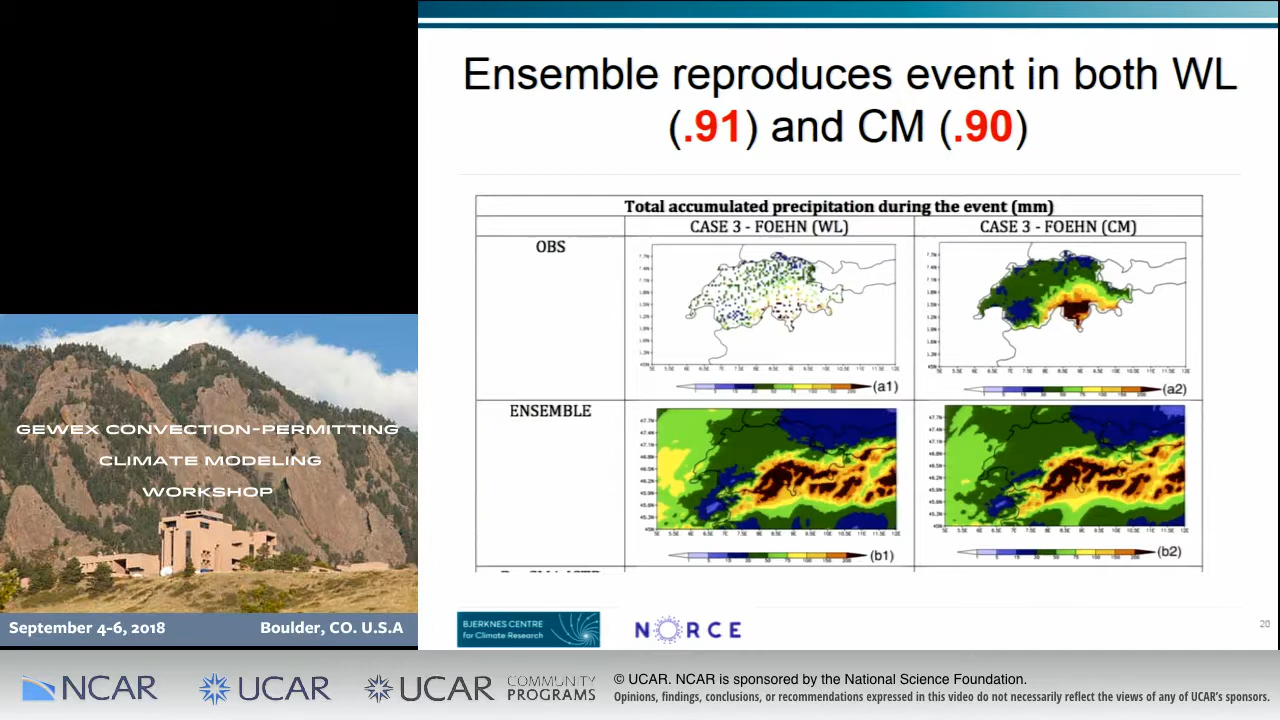 Ensemble reproduces event in both WL
(.91) and CM (.90)
Total accumulated precipitation during the event (mm)
CASE 3 - FOEHN (WL)
CASE 3 - FOEHN (CM)
OBS
(a1)
(a2)
ENSEMBLE
(b1)
(b2)
GEWEX CONVECTION-PERMITTING
CLIMATE MODELING
WORKSHOP
September 4-6, 2018
Boulder, CO. U.S.A
BJERKNES CENTRE
for Climate Research
NORCE
20
NCAR
UCAR
UCAR
COMMUNITY
PROGRAMS
© UCAR. NCAR is sponsored by the National Science Foundation.
Opinions, findings, conclusions, or recommendations expressed in this video do not necessarily reflect the views of any of UCAR's sponsors.